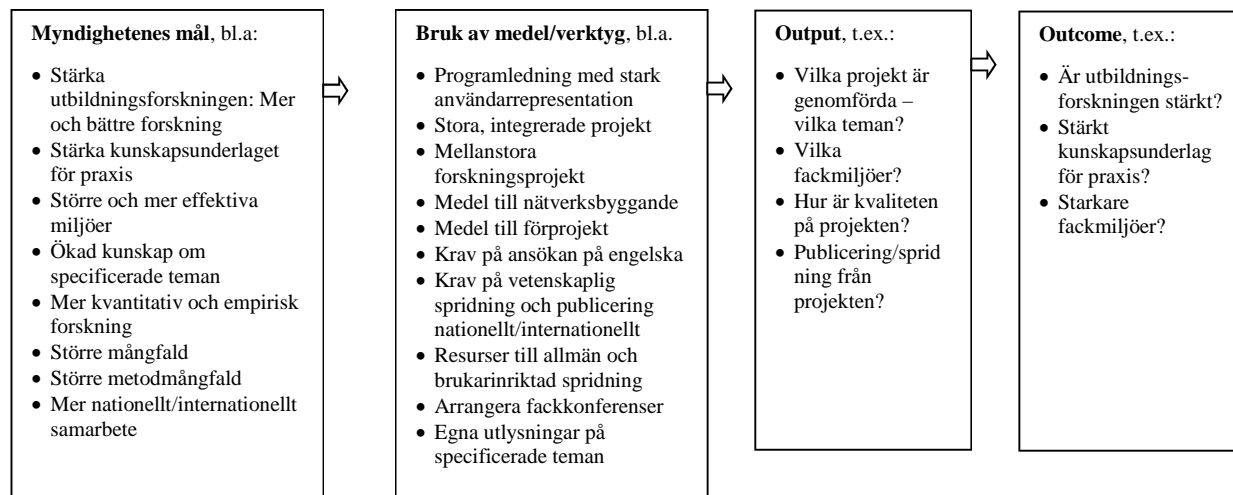 Myndighetenes mål, bl.a:
• Stärka
utbildningsforskningen: Mer
och bättre forskning
• Stärka kunskapsunderlaget
för praxis
• Större och mer effektiva
miljöer
• Ökad kunskap om
specificerade teman
• Mer kvantitativ och empirisk
forskning
• Större mångfald
• Större metodmångfald
• Mer nationellt/internationellt
samarbete
Bruk av medel/verktyg, bl.a.
• Programledning med stark
användarrepresentation
• Stora, integrerade projekt
• Mellanstora
forskningsprojekt
• Medel till nätverksbyggande
• Medel till förprojekt
• Krav på ansökan på engelska
• Krav på vetenskaplig
spridning och publicering
nationellt/internationellt
• Resurser till allmän och
brukarinriktad spridning
• Arrangera fackkonferenser
• Egna utlysningar på
specificerade teman
Output, t.ex.:
• Vilka projekt är
genomförda –
vilka teman?
• Vilka
fackmiljöer?
• Hur är kvaliteten
på projekten?
• Publicering/sprid
ning från
projekten?
Outcome, t.ex.:
• Är utbildnings-
forskningen stärkt?
• Stärkt
kunskapsunderlag
för praxis?
• Starkare
fackmiljöer?